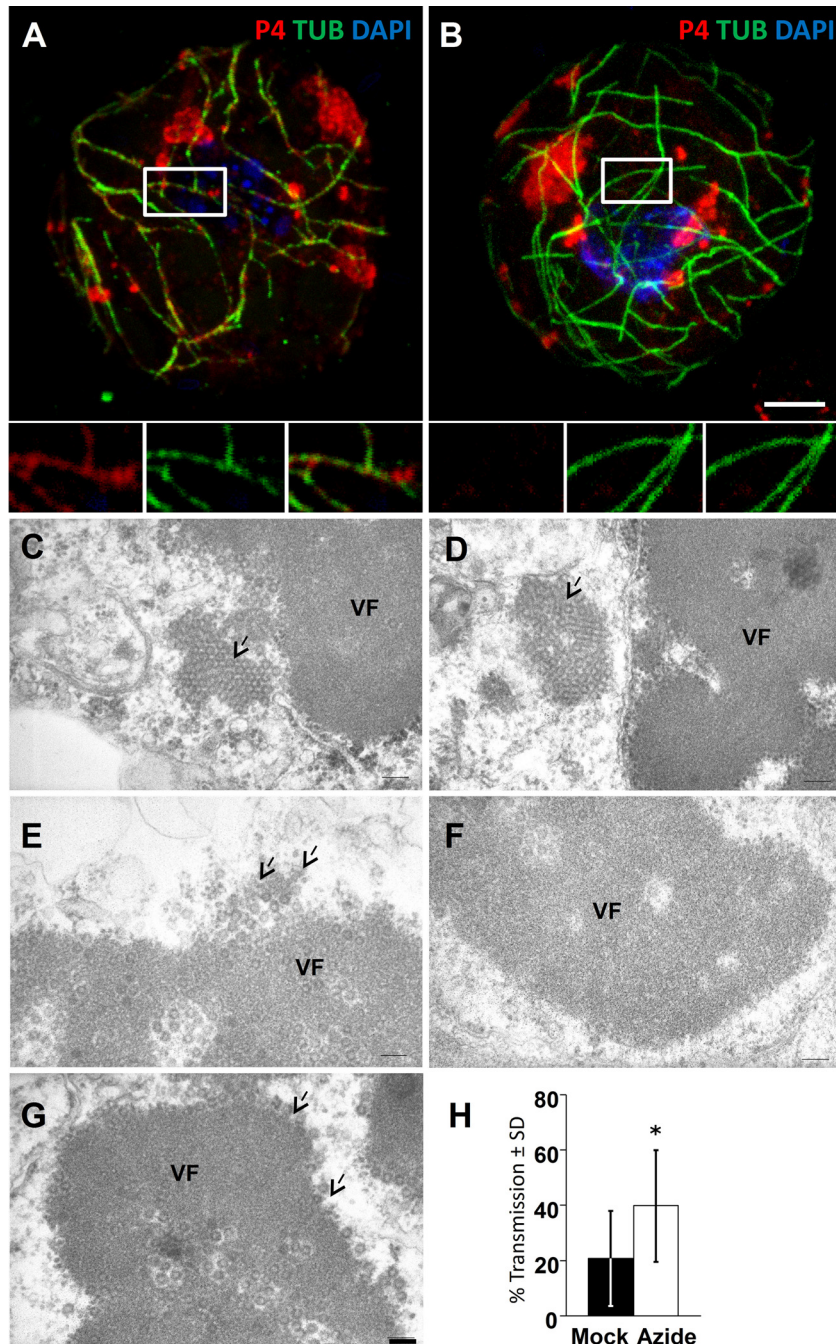 A
P4 TUB DAPI
B
P4 TUB DAPI
C
VF
D
VF
E
VF
F
VF
G
VF
H
% Transmission ± SD
80
60
40
20
0
*
Mock
Azide